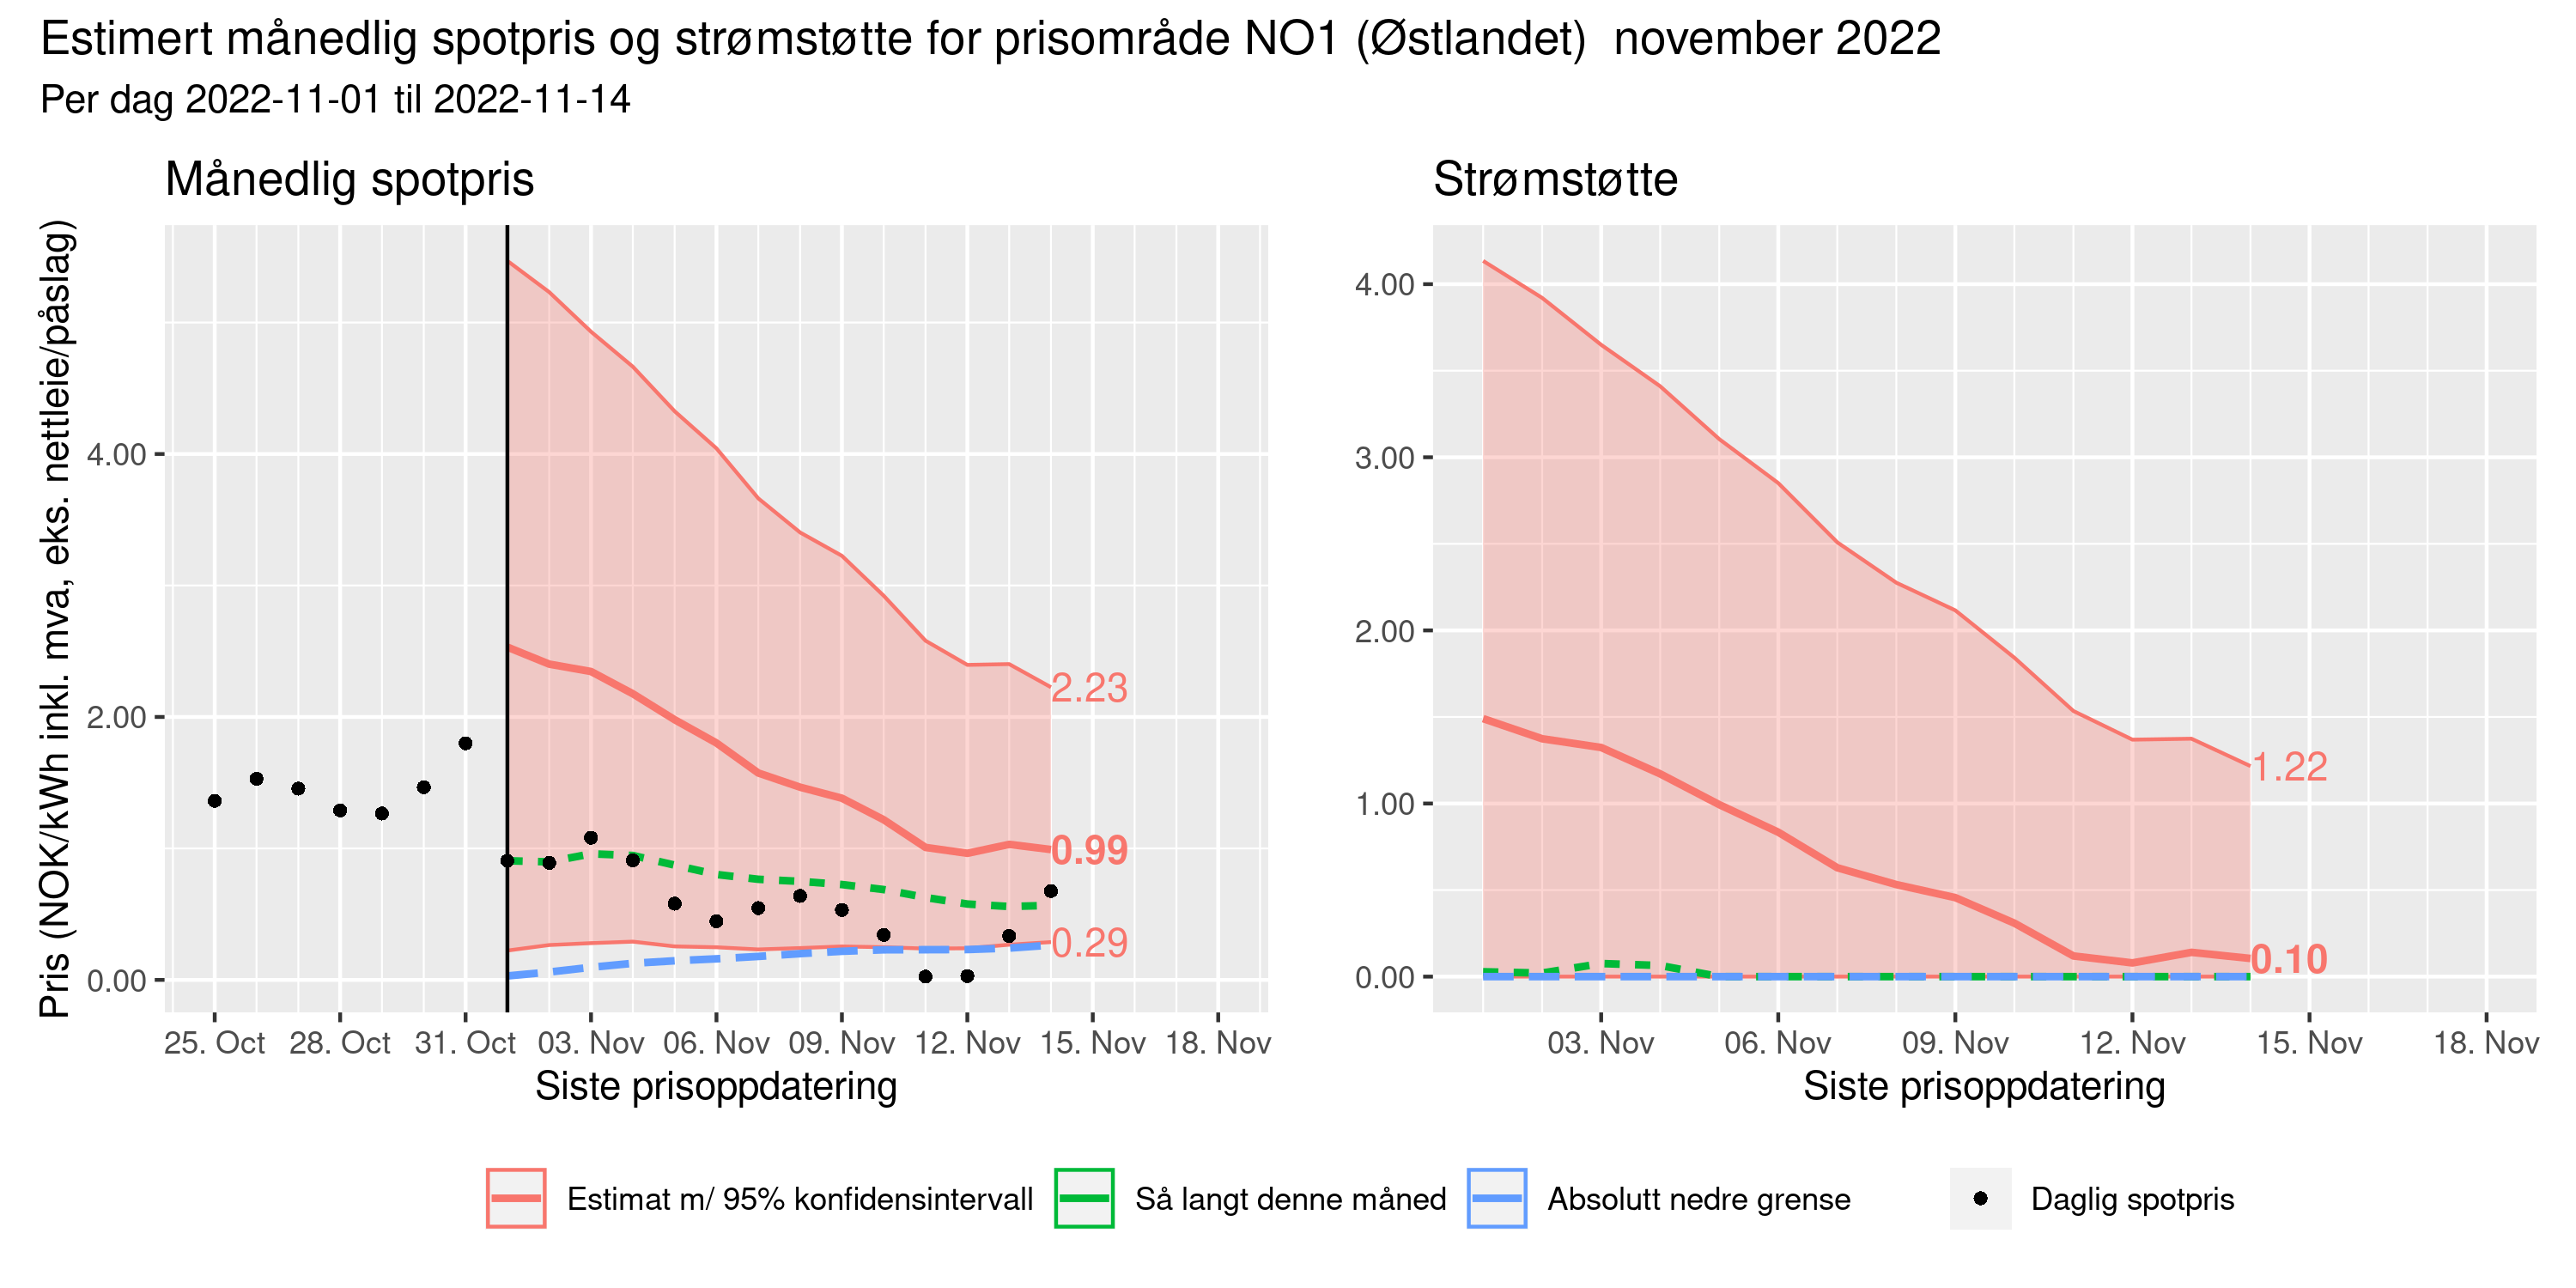 Estimert månedlig spotpris og strømstøtte for prisområde NO1 (Østlandet)  november 2022
Per dag 2022-11-01 til 2022-11-14
Månedlig spotpris
Pris (NOK/kWh inkl. mva, eks. nettleie/påslag)
4.00
2.00
0.00
2.23
0.99
0.29
25. Oct 28. Oct 31. Oct 03. Nov 06. Nov 09. Nov 12. Nov 15. Nov 18. Nov
Siste prisoppdatering
Strømstøtte
4.00
3.00
2.00
1.00
0.00
1.22
0.10
03. Nov 06. Nov 09. Nov 12. Nov 15. Nov 18. Nov
Siste prisoppdatering
Estimat m/ 95% konfidensintervall Så langt denne måned Absolutt nedre grense Daglig spotpris